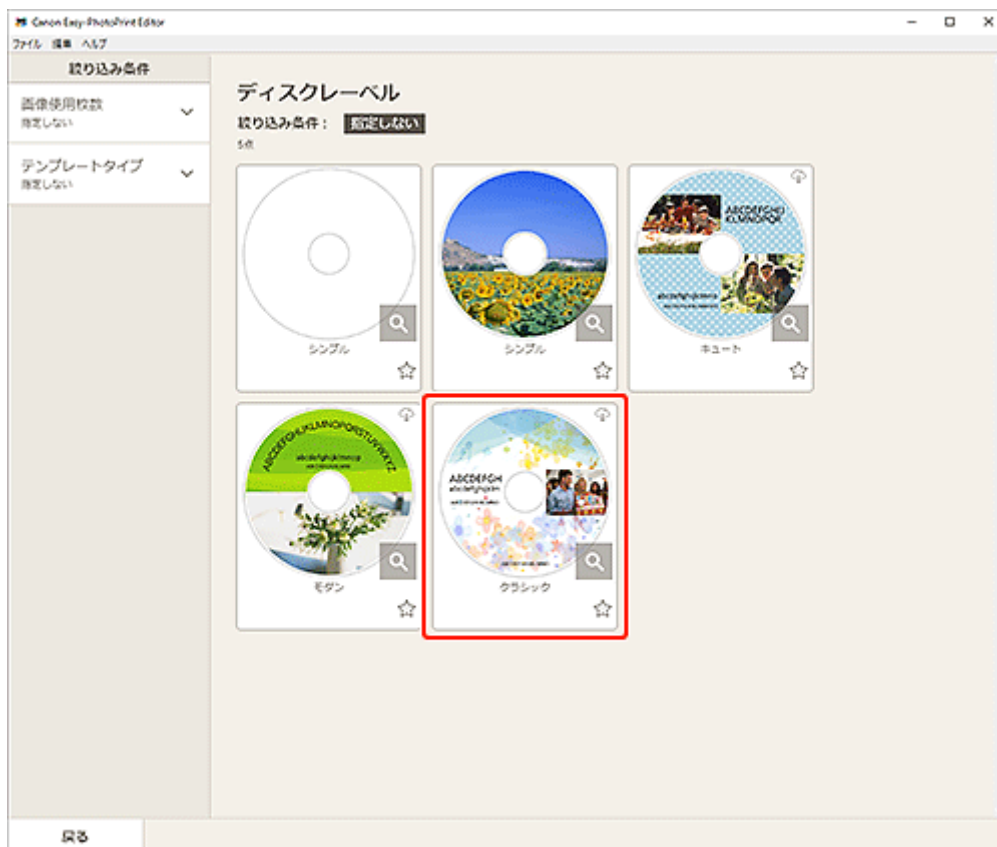 Canon Easy-PhotoPrint Editor
ファイル 編集 ヘルプ
絞り込み条件
画像使用枚数
指定しない
テンプレートタイプ
指定しない
ディスクレーベル
絞り込み条件： 指定しない
5点
ABCDEFGHIJ
KLMNOPQR
シンプル
シンプル
キュート
ABCDEFGHIJKLMNOPQRSTUVWXYZ
ABCDEFGH
モダン
クラシック
戻る